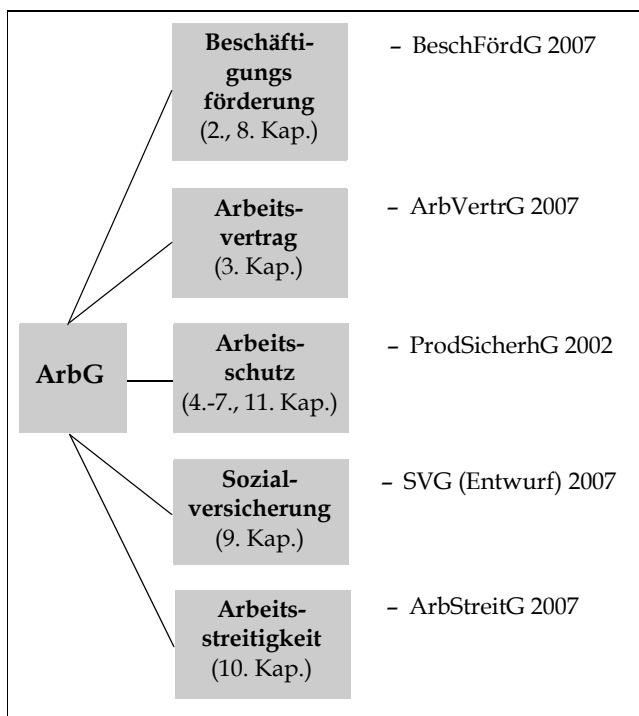 Beschäfti-
gungs
förderung
(2., 8. Kap.)
– BeschFördG 2007
Arbeits-
vertrag
(3. Kap.)
– ArbVertrG 2007
ArbG
Arbeits-
schutz
(4.-7., 11. Kap.)
– ProdSicherhG 2002
Sozial-
versicherung
(9. Kap.)
– SVG (Entwurf) 2007
Arbeits-
streitigkeit
(10. Kap.)
– ArbStreitG 2007